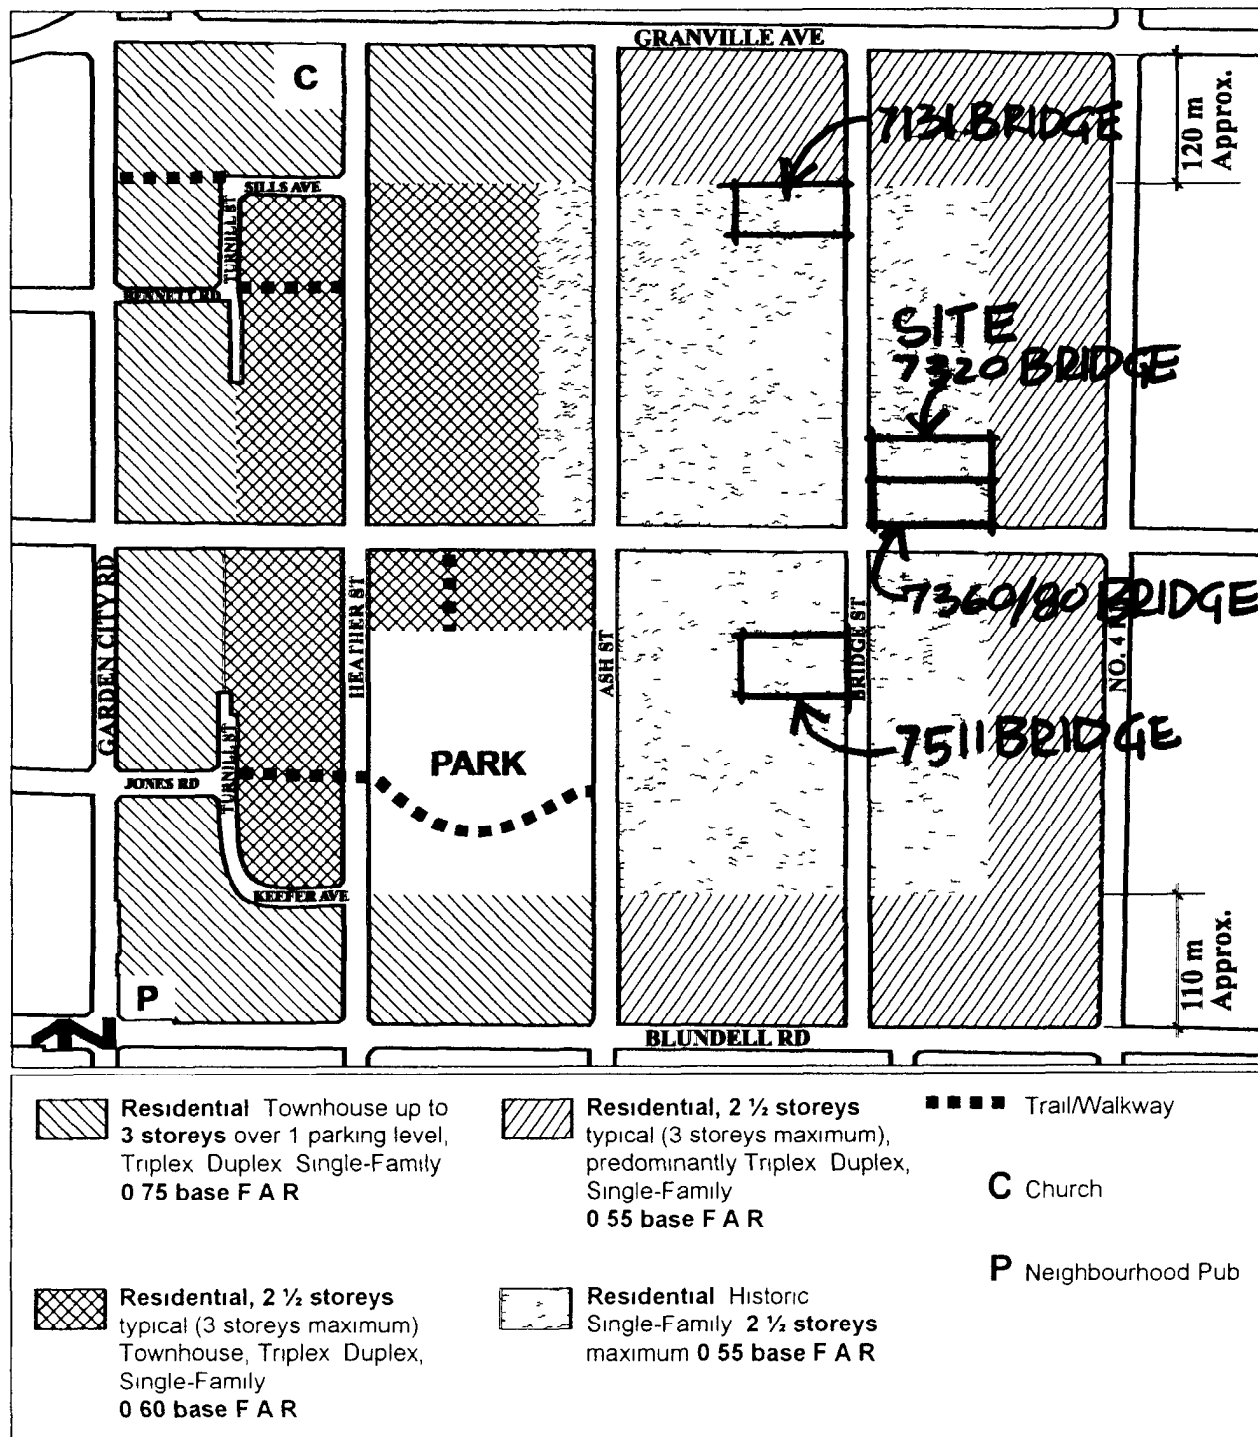 GRANVILLE AVE
C
7131 BRIDGE
120 m
Approx.
SILLS AVE
TURNILL ST
BENNETT RD
SITE
7320 BRIDGE
GARDEN CITY RD
HEATHER ST
ASH ST
BRIDGE ST
7360/80 BRIDGE
NO. 4
7511 BRIDGE
PARK
JONES RD
TURNILL ST
KEEFER AVE
P
110 m
Approx.
BLUNDELL RD
Residential Townhouse up to
3 storeys over 1 parking level,
Triplex Duplex Single-Family
0 75 base F A R
Residential, 2 ½ storeys
typical (3 storeys maximum),
predominantly Triplex Duplex,
Single-Family
0 55 base F A R
Trail/Walkway
C Church
P Neighbourhood Pub
Residential, 2 ½ storeys
typical (3 storeys maximum)
Townhouse, Triplex Duplex,
Single-Family
0 60 base F A R
Residential Historic
Single-Family 2 ½ storeys
maximum 0 55 base F A R